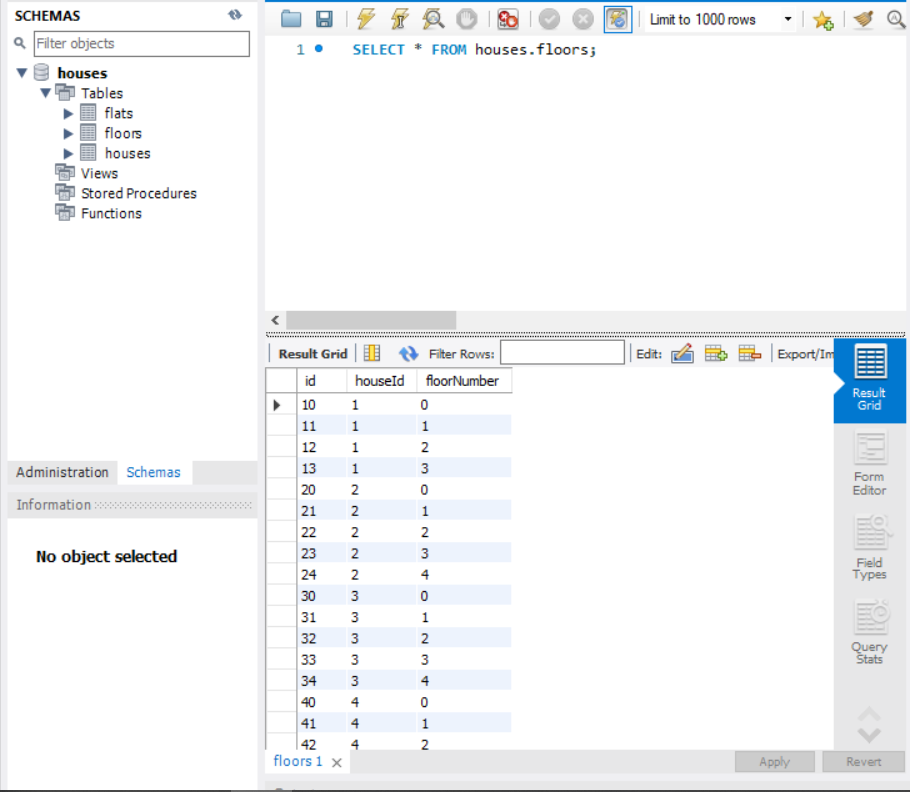 SCHEMAS
Filter objects
houses
Tables
flats
floors
houses
Views
Stored Procedures
Functions
Administration Schemas
Information
No object selected
Limit to 1000 rows
1 SELECT * FROM houses.floors;
Result Grid Filter Rows: Edit: Export/Im
id houseId floorNumber
10 1 0
11 1 1
12 1 2
13 1 3
20 2 0
21 2 1
22 2 2
23 2 3
24 2 4
30 3 0
31 3 1
32 3 2
33 3 3
34 3 4
40 4 0
41 4 1
42 4 2
Result
Grid
Form
Editor
Field
Types
Query
Stats
floors 1
Apply Revert